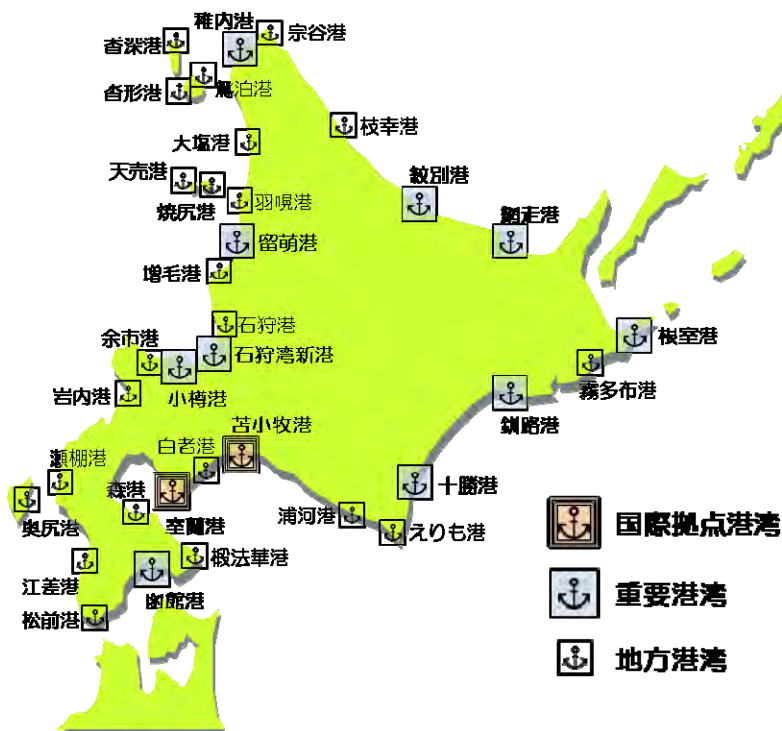 稚内港
宗谷港
香深港
鴛泊港
沓形港
枝幸港
大塩港
天売港
紋別港
焼尻港
羽幌港
網走港
留萌港
増毛港
石狩港
余市港
根室港
石狩湾新港
霧多布港
岩内港
小樽港
釧路港
苫小牧港
白老港
瀬棚港
森港
十勝港
浦河港
奥尻港
室蘭港
えりも港
国際拠点港湾
椴法華港
江差港
函館港
重要港湾
松前港
地方港湾